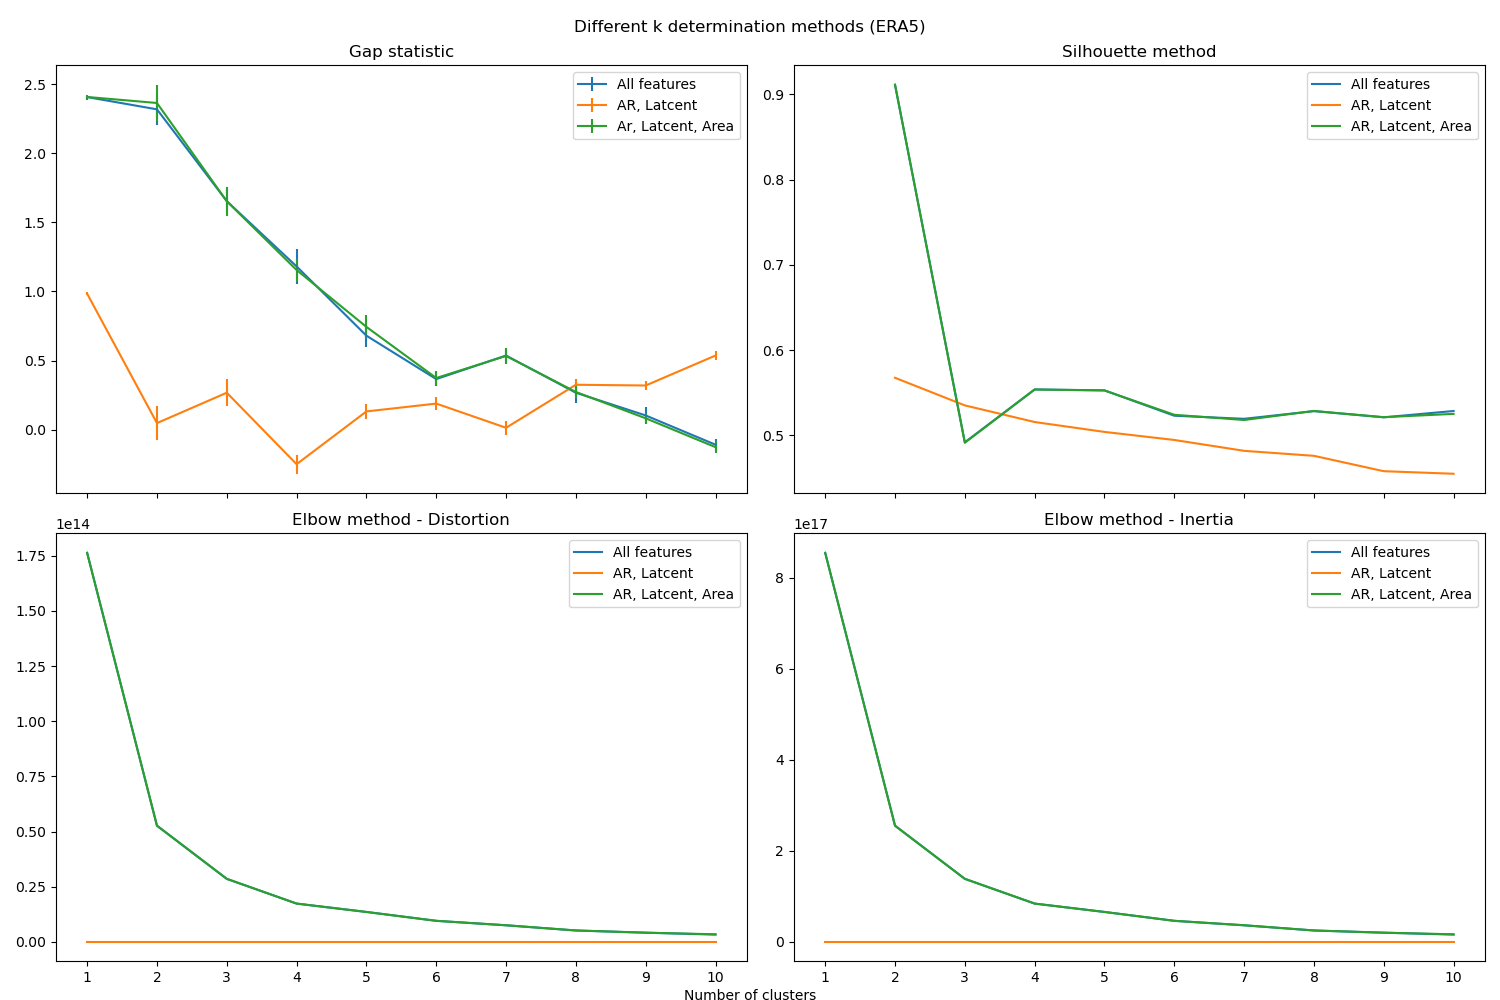 Different k determination methods (ERA5)
Gap statistic
2.5
2.0
1.5
1.0
0.5
0.0
All features
AR, Latcent
Ar, Latcent, Area
Silhouette method
0.9
0.8
0.7
0.6
0.5
All features
AR, Latcent
AR, Latcent, Area
Elbow method - Distortion
1e14
1.75
1.50
1.25
1.00
0.75
0.50
0.25
0.00
All features
AR, Latcent
AR, Latcent, Area
1 2 3 4 5 6 7 8 9 10
Elbow method - Inertia
1e17
8
6
4
2
0
All features
AR, Latcent
AR, Latcent, Area
1 2 3 4 5 6 7 8 9 10
Number of clusters